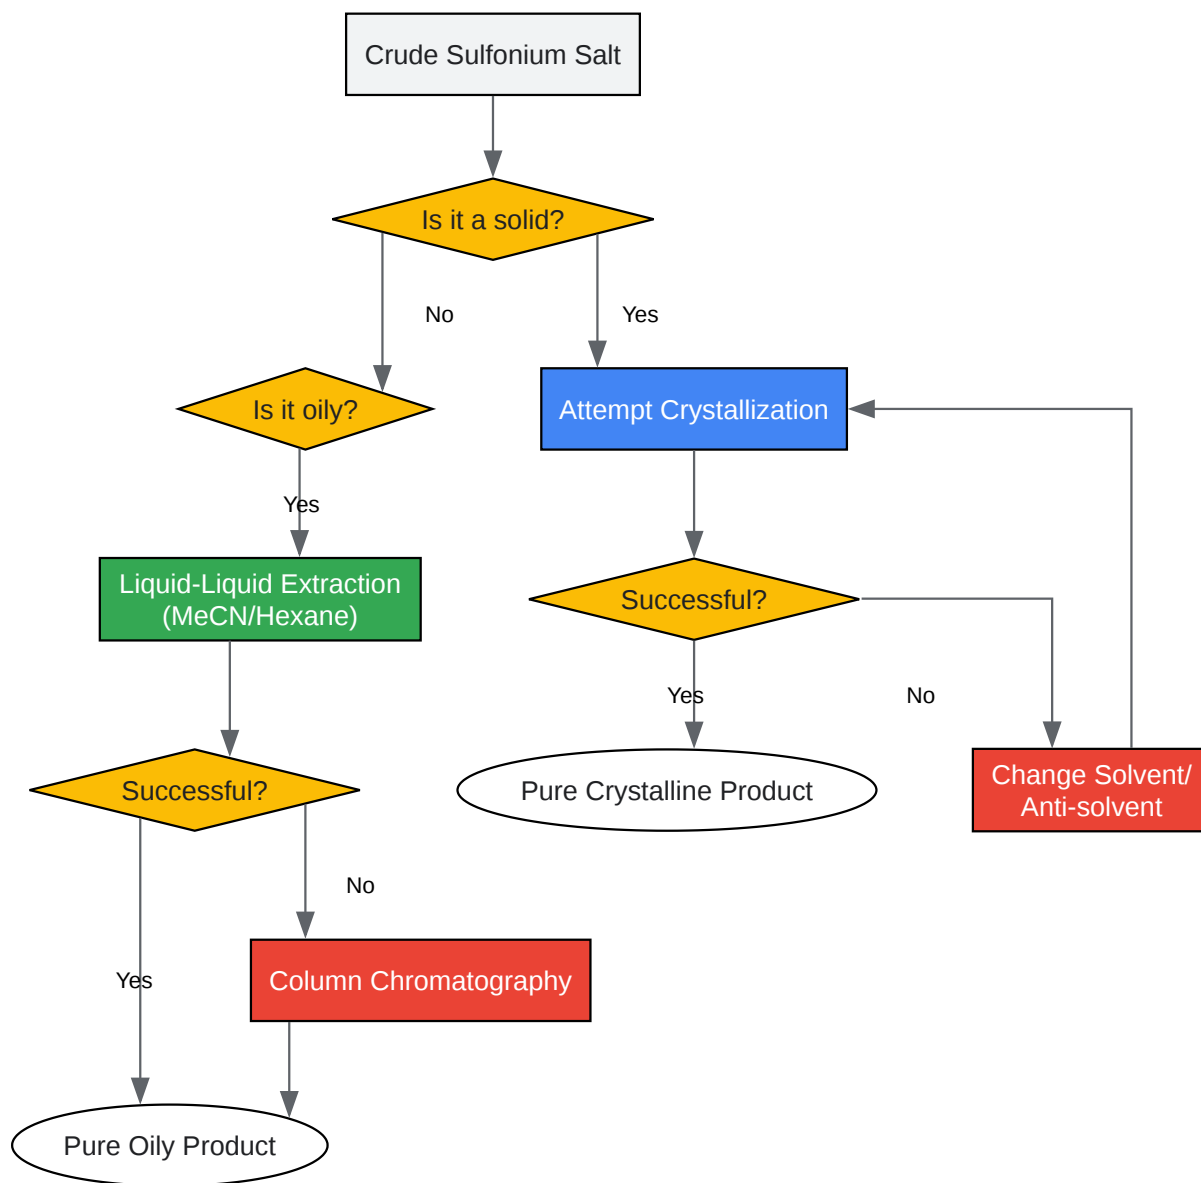 Crude Sulfonium Salt
Is it a solid?
No
Yes
Is it oily?
Attempt Crystallization
Yes
Liquid-Liquid Extraction
(MeCN/Hexane)
Successful?
Yes
No
Successful?
Pure Crystalline Product
Change Solvent/
Anti-solvent
No
Yes
Column Chromatography
Pure Oily Product